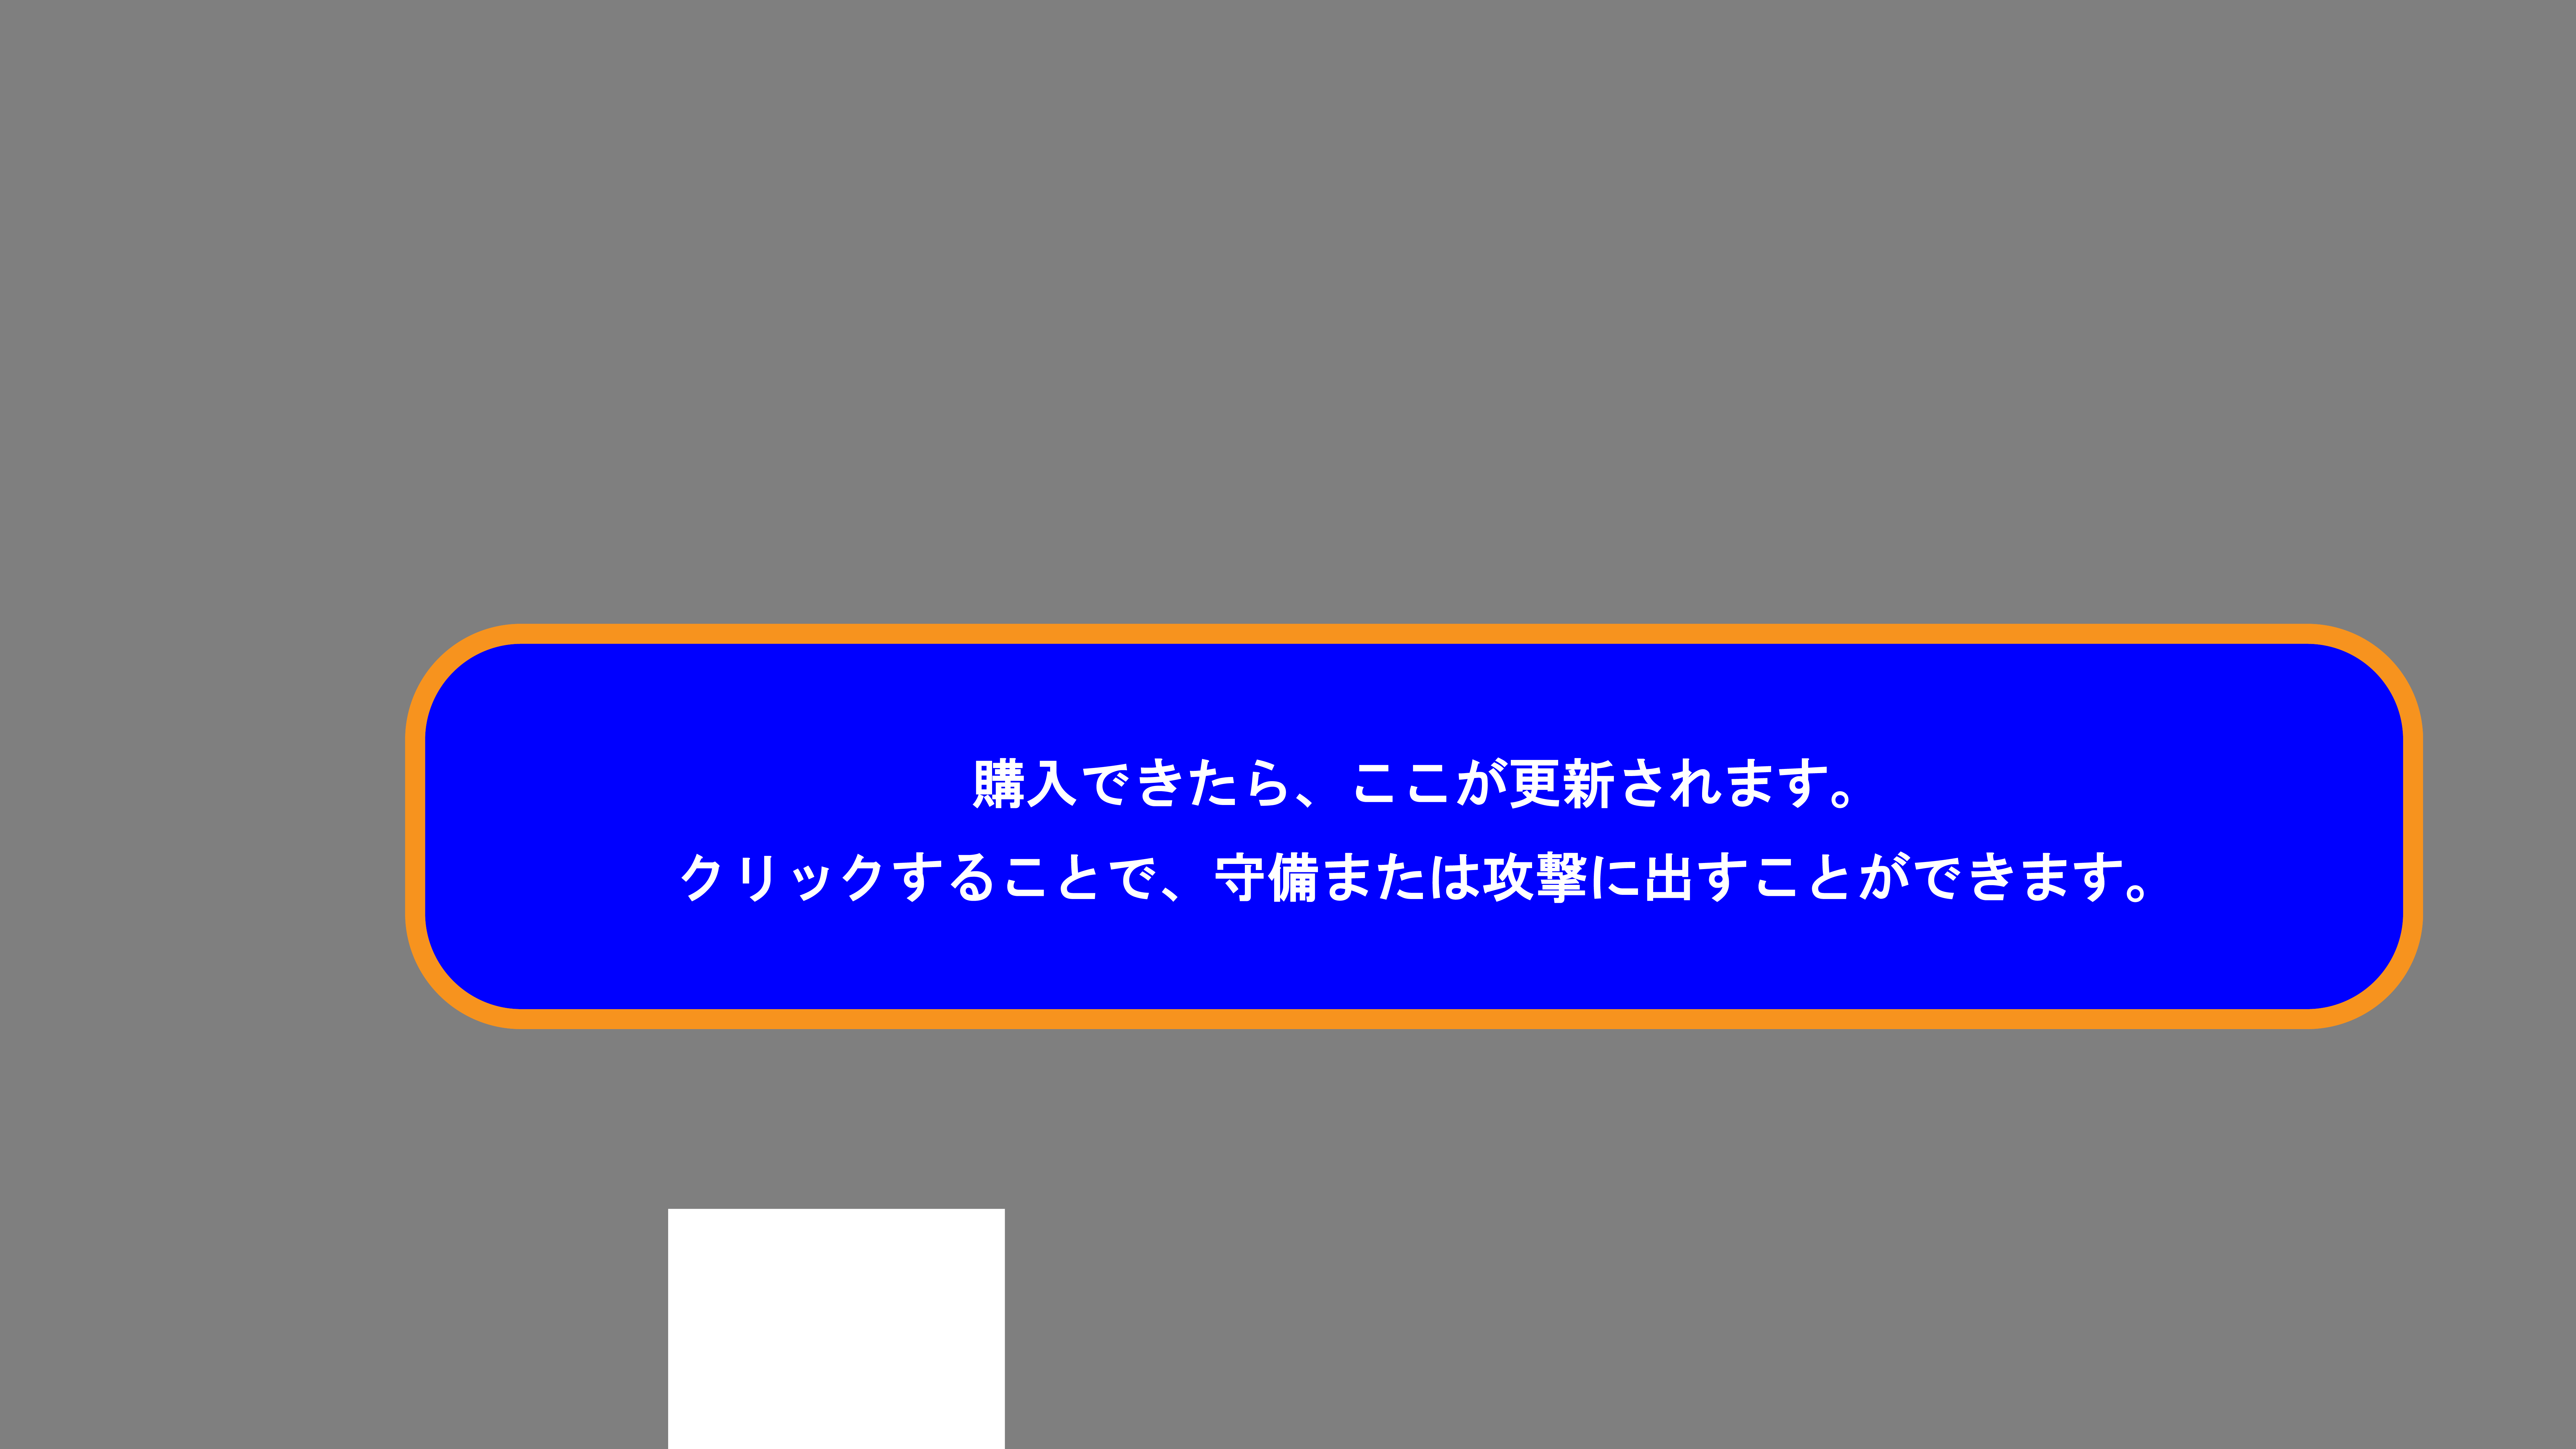 購入できたら、ここが更新されます。
クリックすることで、守備または攻撃に出すことができます。